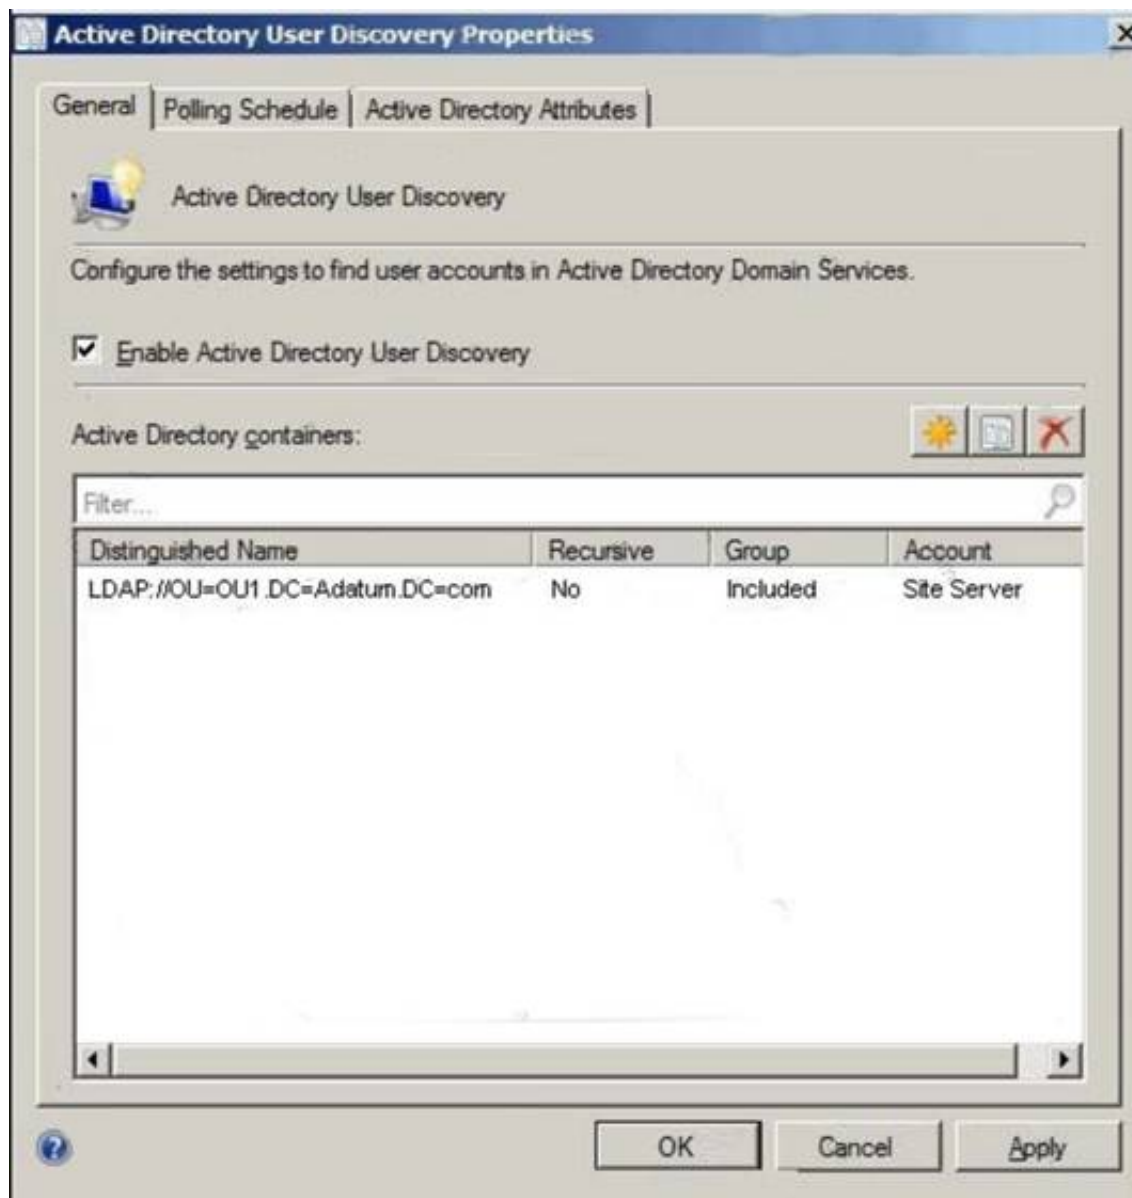 Active Directory User Discovery Properties
General Polling Schedule Active Directory Attributes
Active Directory User Discovery
Configure the settings to find user accounts in Active Directory Domain Services.
Enable Active Directory User Discovery
Active Directory containers:
Filter...
Distinguished Name Recursive Group Account
LDAP://OU=OU1.DC=Adatum.DC=com No Included Site Server
OK Cancel Apply